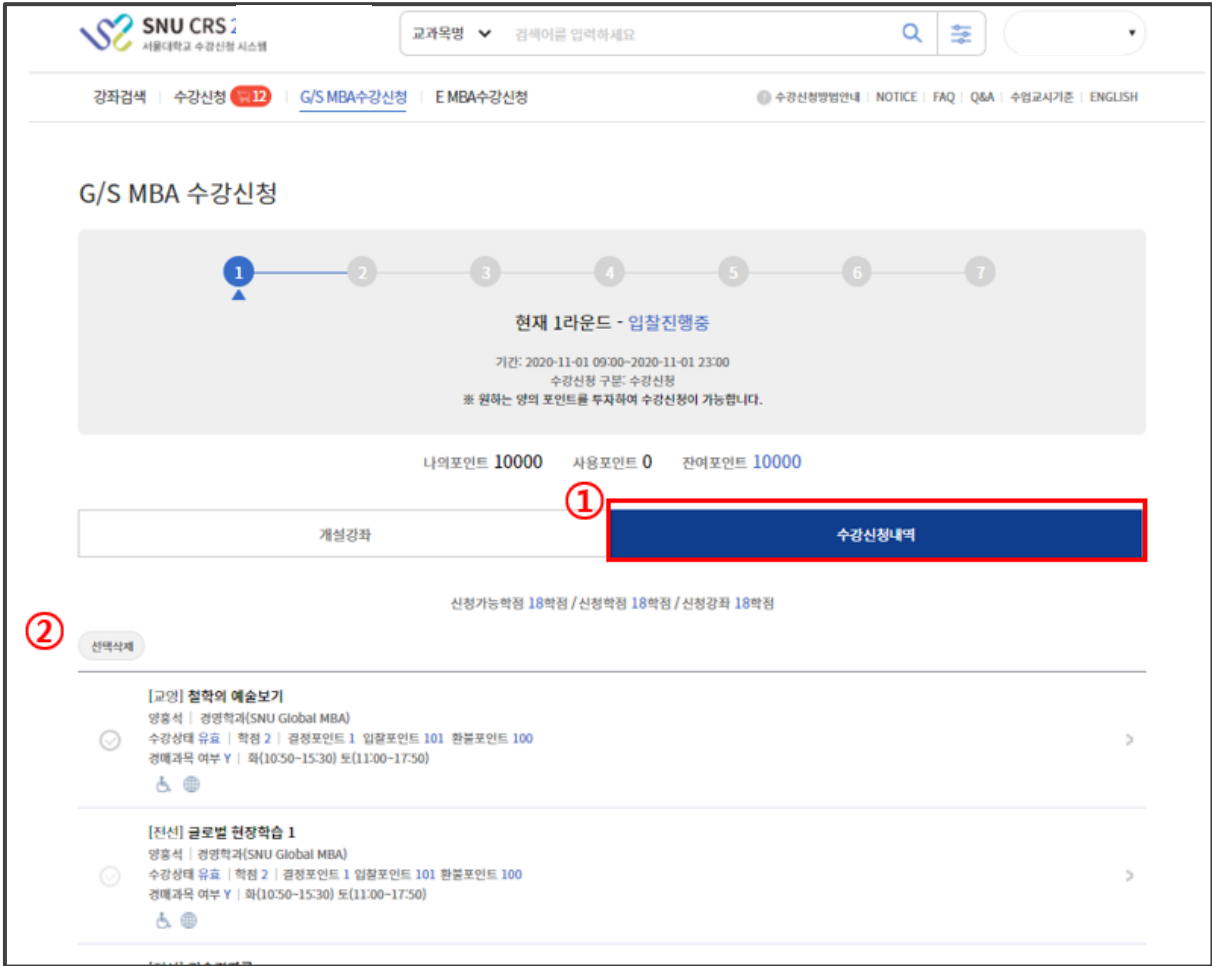 SNU CRS 2
서울대학교 수강신청 시스템
교과목명 검색어를 입력하세요
강좌검색 수강신청 12 G/S MBA수강신청 E MBA수강신청
? 수강신청방법안내 NOTICE FAQ Q&A 수업교시기준 ENGLISH
G/S MBA 수강신청
1 2 3 4 5 6 7
현재 1라운드 - 입찰진행중
기간: 2020-11-01 09:00~2020-11-01 23:00
수강신청 구분: 수강신청
※ 원하는 양의 포인트를 투자하여 수강신청이 가능합니다.
나의포인트 10000 사용포인트 0 잔여포인트 10000
①
개설강좌 수강신청내역
신청가능학점 18학점 / 신청학점 18학점 / 신청강좌 18학점
②
선택삭제
[교양] 철학의 예술보기
양홍석 | 경영학과(SNU Global MBA)
수강상태 유효 | 학점 2 | 결정포인트 1 입찰포인트 101 환불포인트 100
경매과목 여부 Y | 화(10:50~15:30) 토(11:00~17:50)
[전선] 글로벌 현장학습 1
양홍석 | 경영학과(SNU Global MBA)
수강상태 유효 | 학점 2 | 결정포인트 1 입찰포인트 101 환불포인트 100
경매과목 여부 Y | 화(10:50~15:30) 토(11:00~17:50)